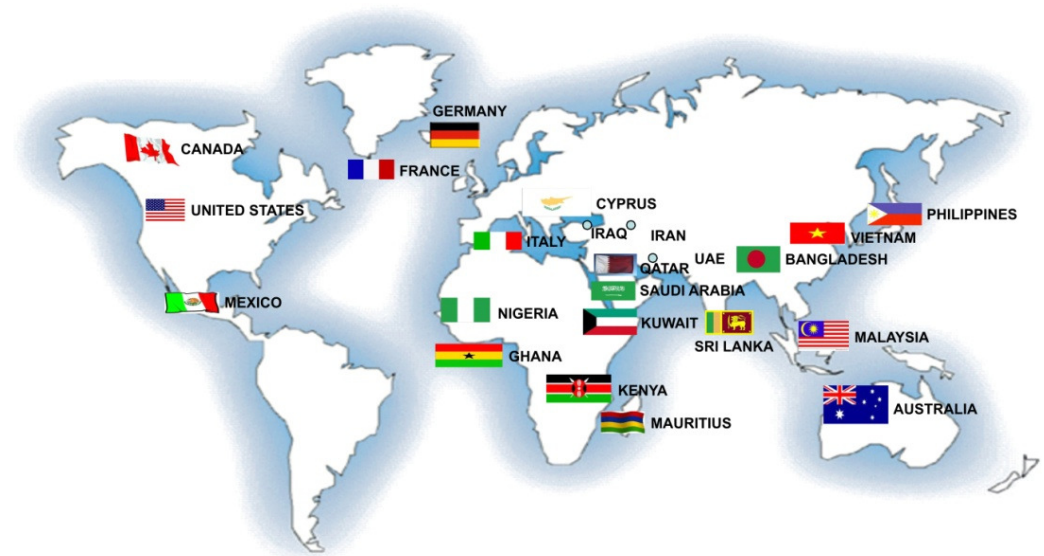 GERMANY
CANADA
FRANCE
UNITED STATES
CYPRUS
PHILIPPINES
IRAQ
IRAN
VIETNAM
ITALY
UAE
BANGLADESH
QATAR
SAUDI ARABIA
MEXICO
NIGERIA
KUWAIT
SRI LANKA
MALAYSIA
GHANA
KENYA
AUSTRALIA
MAURITIUS